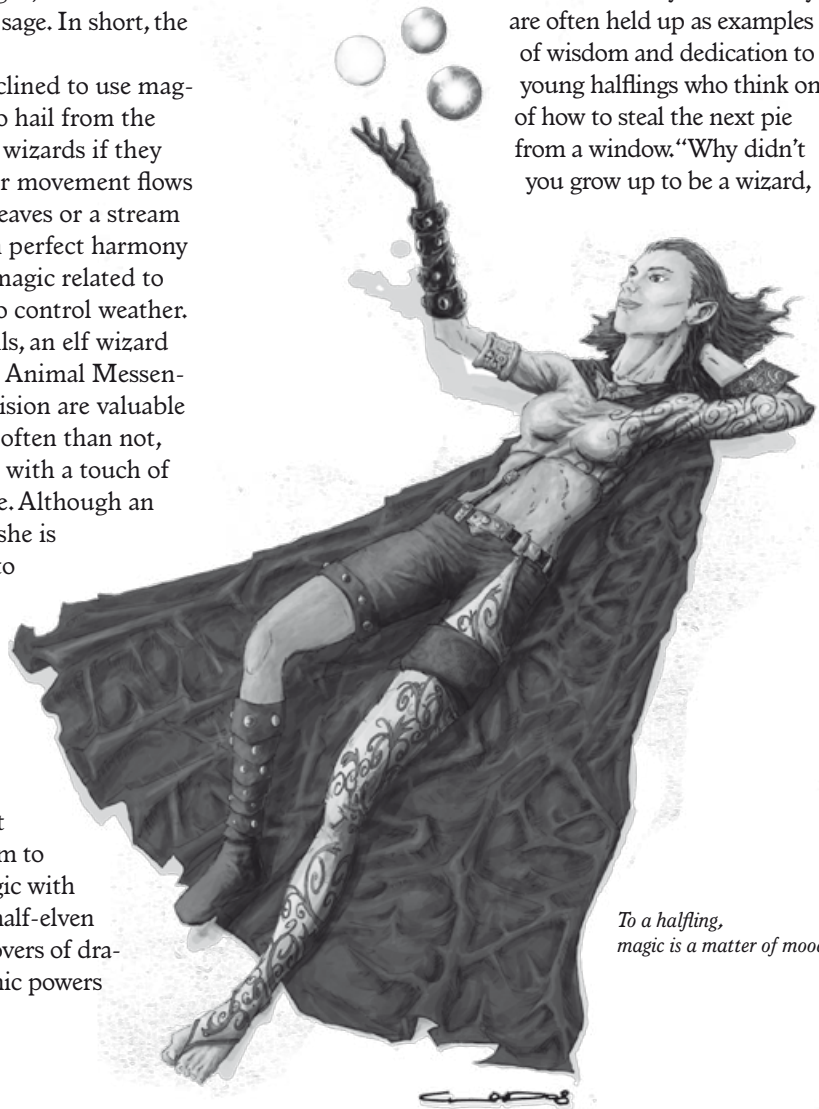 sage. In short, the
clined to use mag-
o hail from the
wizards if they
r movement flows
eaves or a stream
perfect harmony
magic related to
o control weather.
ls, an elf wizard
Animal Messen-
ision are valuable
often than not,
with a touch of
e. Although an
she is
to
m to
gic with
half-elven
overs of dra-
nic powers
are often held up as examples
of wisdom and dedication to
young halflings who think on
of how to steal the next pie
from a window. “Why didn’t
you grow up to be a wizard,
To a halfling,
magic is a matter of mood